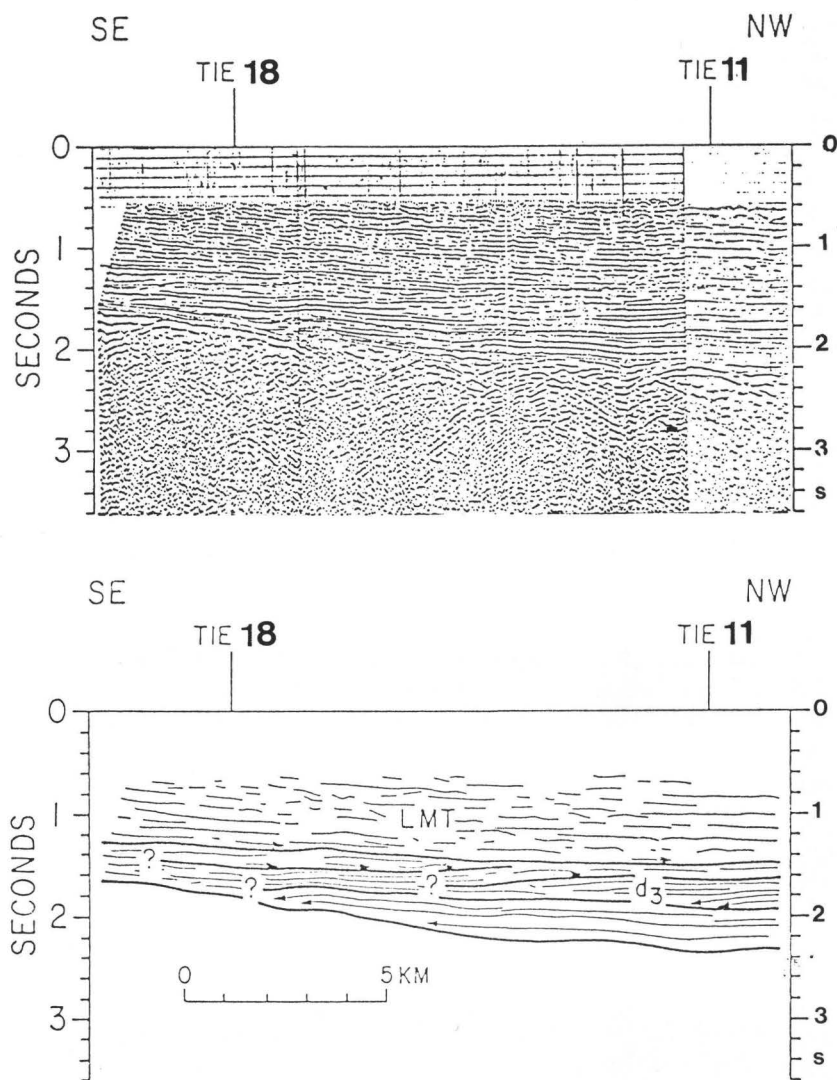 SE NW
TIE 18 TIE 11
0 0
1 1
2 2
3 3
s
SECONDS
SE NW
TIE 18 TIE 11
0 0
LMT
1 1
? ? ? d3
2 2
0 5 KM
3 3
s
SECONDS